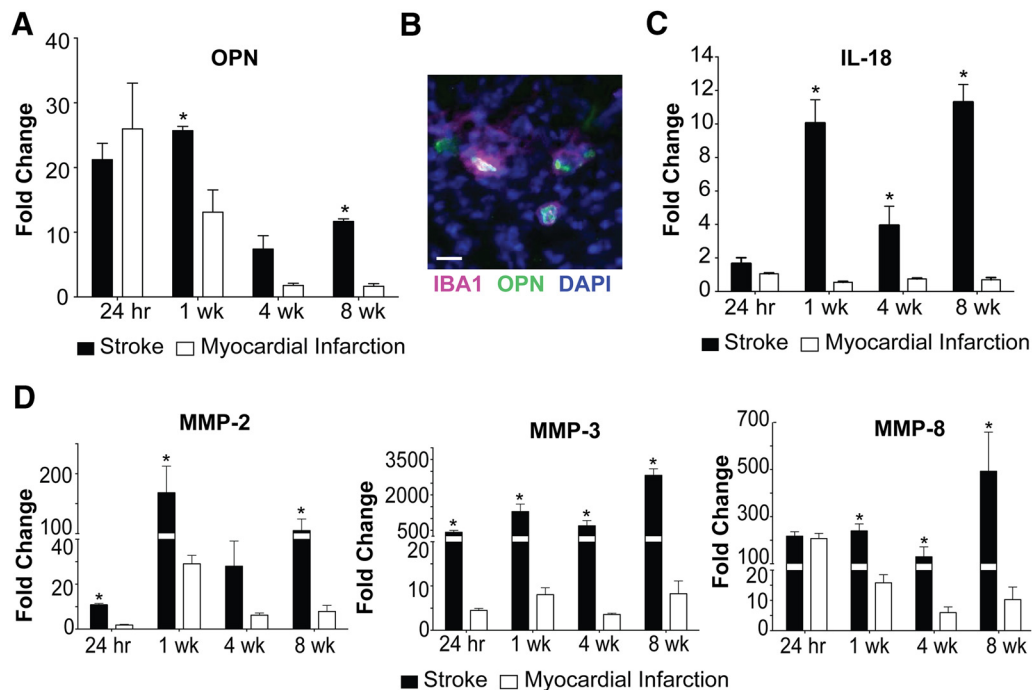 A
OPN
Fold Change
40
30
20
10
0
*
*
24 hr 1 wk 4 wk 8 wk
Stroke Myocardial Infarction
B
IBA1 OPN DAPI
C
IL-18
Fold Change
14
12
10
8
6
4
2
0
*
*
*
24 hr 1 wk 4 wk 8 wk
Stroke Myocardial Infarction
D
MMP-2
Fold Change
200
100
40
20
0
*
*
*
24 hr 1 wk 4 wk 8 wk
MMP-3
Fold Change
3500
2000
500
20
10
0
*
*
*
*
24 hr 1 wk 4 wk 8 wk
MMP-8
Fold Change
700
500
300
100
20
10
0
*
*
*
24 hr 1 wk 4 wk 8 wk
Stroke Myocardial Infarction